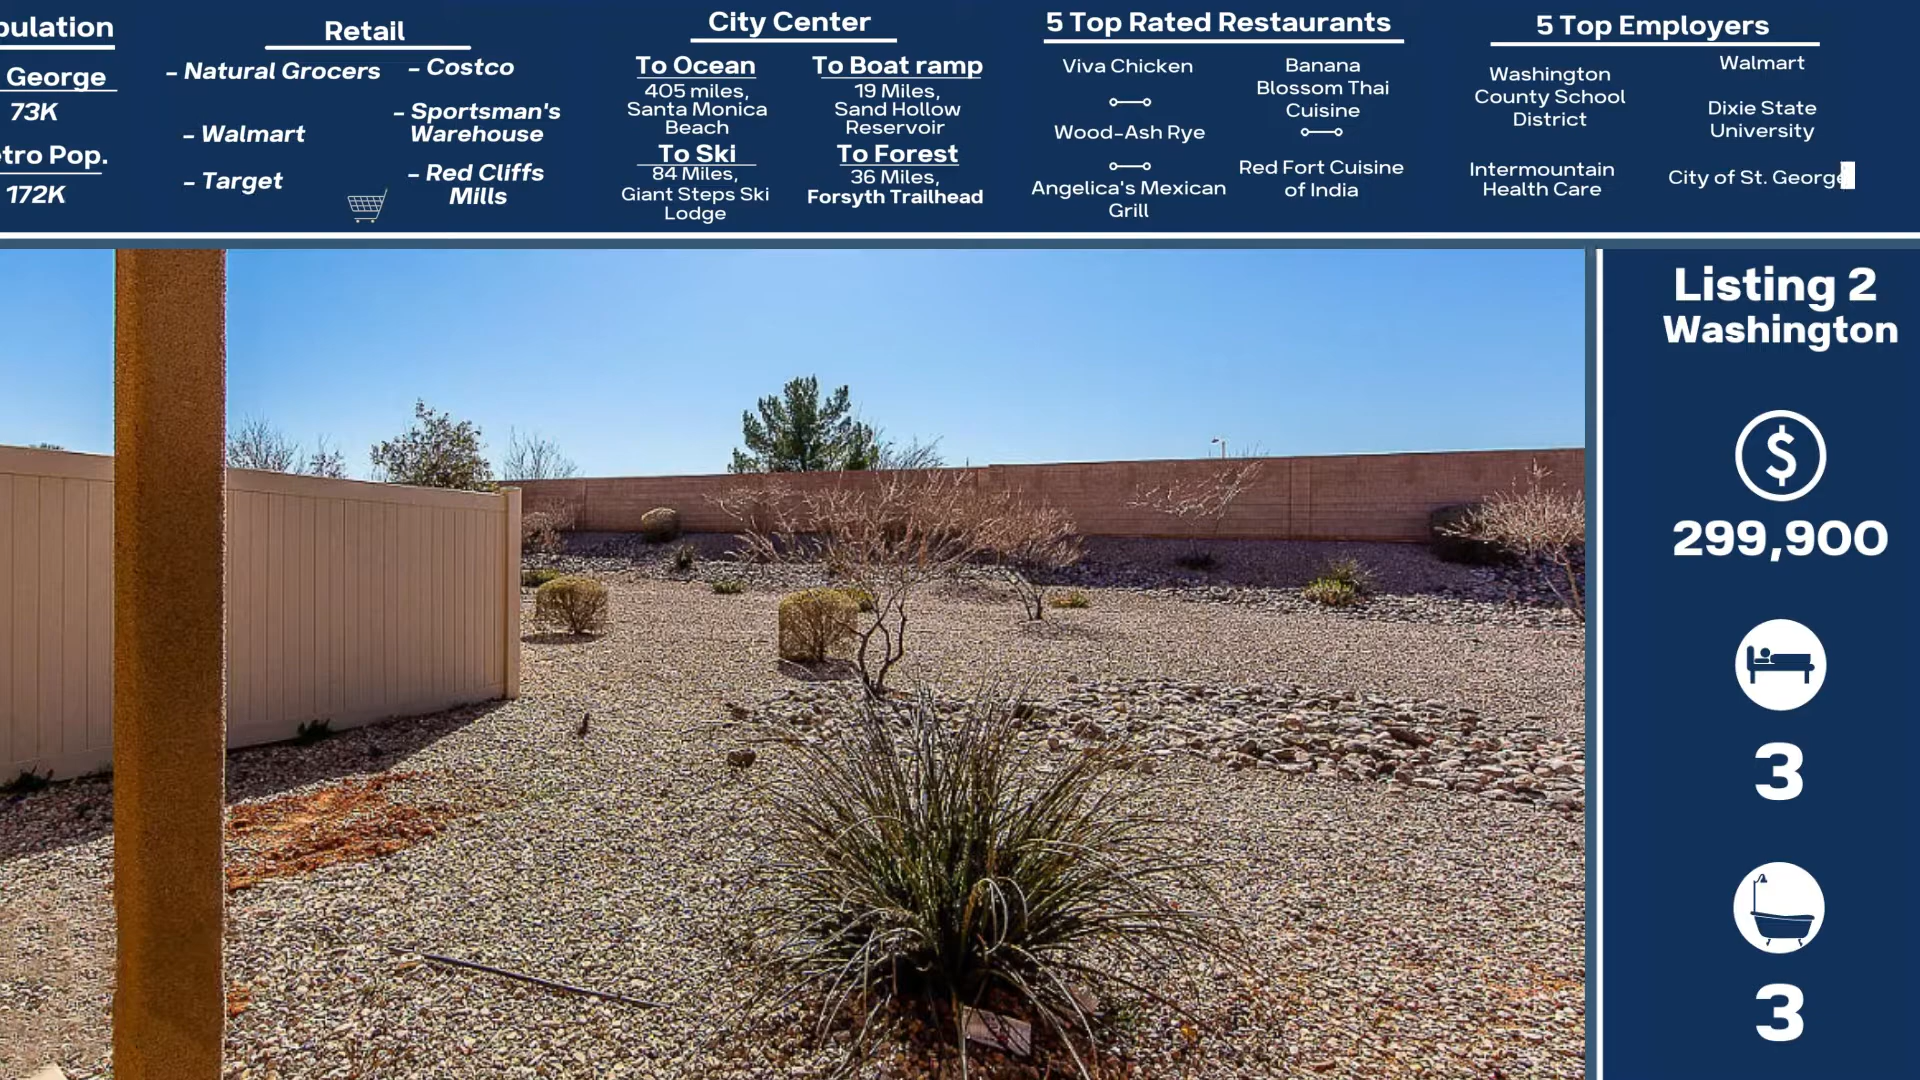 pulation
George
73K
tro Pop.
172K
Retail
– Natural Grocers
– Walmart
– Target
– Costco
– Sportsman's
Warehouse
– Red Cliffs
Mills
City Center
To Ocean
405 miles,
Santa Monica
Beach
To Ski
84 Miles,
Giant Steps Ski
Lodge
To Boat ramp
19 Miles,
Sand Hollow
Reservoir
To Forest
36 Miles,
Forsyth Trailhead
5 Top Rated Restaurants
Viva Chicken
Wood-Ash Rye
Angelica's Mexican
Grill
Banana
Blossom Thai
Cuisine
Red Fort Cuisine
of India
5 Top Employers
Washington
County School
District
Intermountain
Health Care
Walmart
Dixie State
University
City of St. George
Listing 2
Washington
$
299,900
3
3